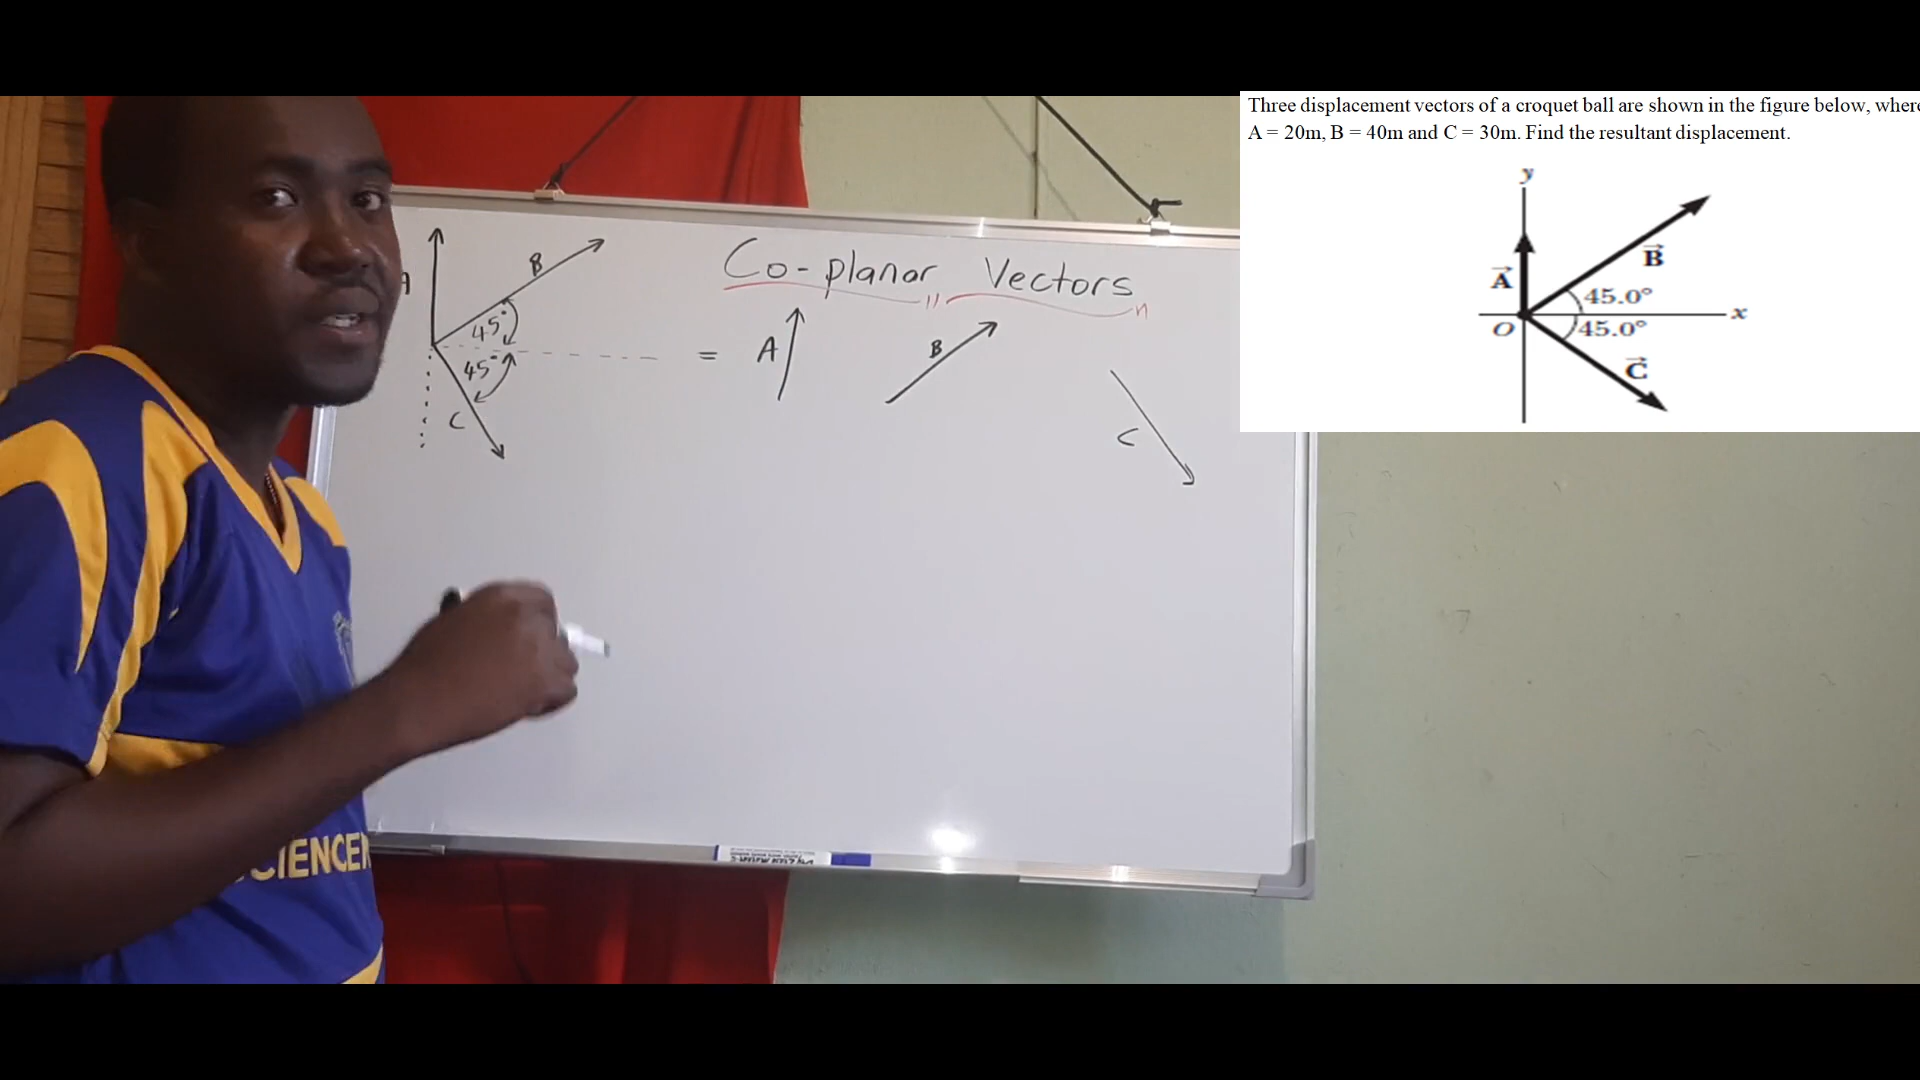 Three displacement vectors of a croquet ball are shown in the figure below, where
A = 20m, B = 40m and C = 30m. Find the resultant displacement.
y
A
B
45.0°
x
O
45.0°
C
Co-planar Vectors
A
B
45°
45°
C
= A
B
C